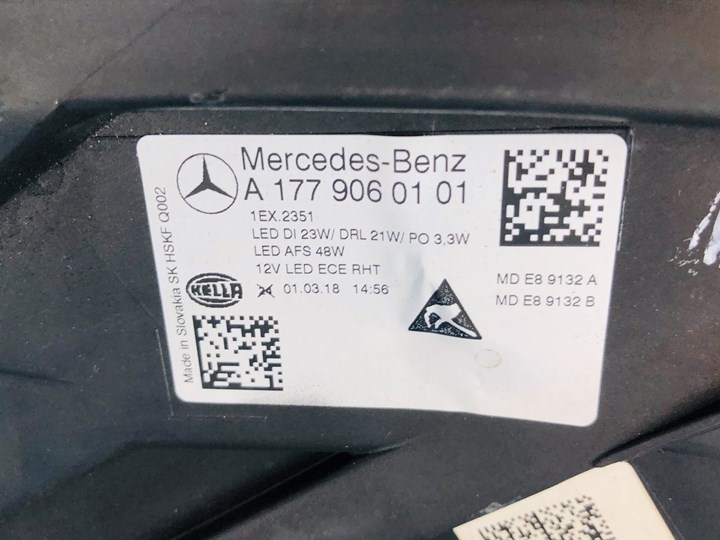 Mercedes-Benz
A 177 906 01 01
1EX.2351
LED DI 23W/ DRL 21W/ PO 3,3W
LED AFS 48W
12V LED ECE RHT
HELLA 24 01.03.18 14:56
MD E8 9132 A
MD E8 9132 B
Made in Slovakia SK HSKF Q002